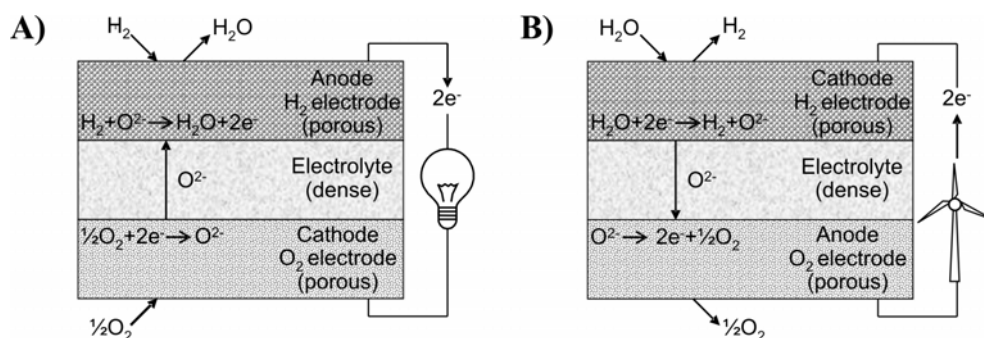 A)
H₂
H₂O
Anode
H₂ electrode
(porous)
H₂+O²⁻→H₂O+2e⁻
2e⁻
Electrolyte
(dense)
O²⁻
½O₂+2e⁻→O²⁻
Cathode
O₂ electrode
(porous)
½O₂
B)
H₂O
H₂
Cathode
H₂ electrode
(porous)
H₂O+2e⁻→H₂+O²⁻
2e⁻
Electrolyte
(dense)
O²⁻
O²⁻→ 2e⁻+½O₂
Anode
O₂ electrode
(porous)
½O₂